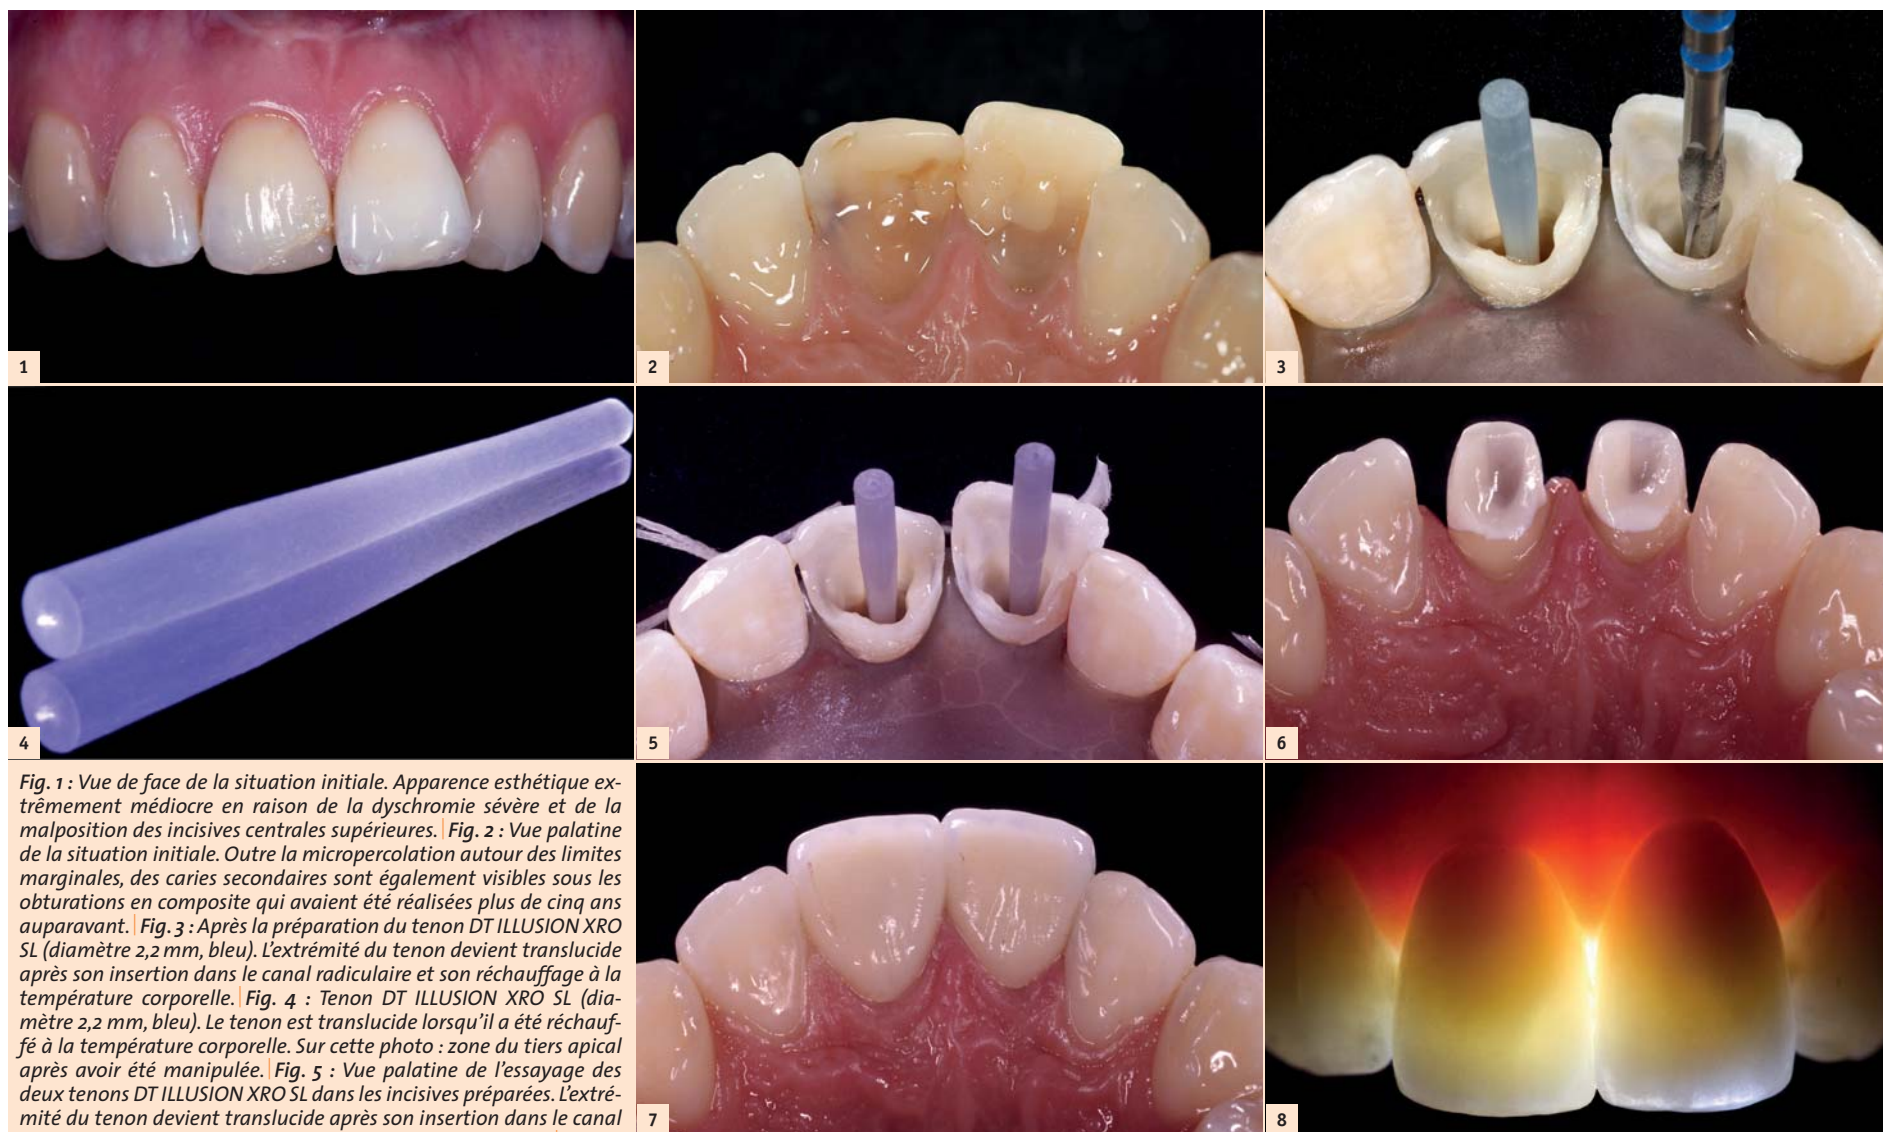 1
2
3
4
5
6
Fig. 1 : Vue de face de la situation initiale. Apparence esthétique ex-
trêmement médiocre en raison de la dyschromie sévère et de la
malposition des incisives centrales supérieures. | Fig. 2 : Vue palatine
de la situation initiale. Outre la micropercolation autour des limites
marginales, des caries secondaires sont également visibles sous les
obturations en composite qui avaient été réalisées plus de cinq ans
auparavant. | Fig. 3 : Après la préparation du tenon DT ILLUSION XRO
SL (diamètre 2,2 mm, bleu). L’extrémité du tenon devient translucide
après son insertion dans le canal radiculaire et son réchauffage à la
température corporelle. | Fig. 4 : Tenon DT ILLUSION XRO SL (dia-
mètre 2,2 mm, bleu). Le tenon est translucide lorsqu’il a été réchauf-
fé à la température corporelle. Sur cette photo : zone du tiers apical
après avoir été manipulée. | Fig. 5 : Vue palatine de l’essayage des
deux tenons DT ILLUSION XRO SL dans les incisives préparées. L’extré-
mité du tenon devient translucide après son insertion dans le canal
7
8